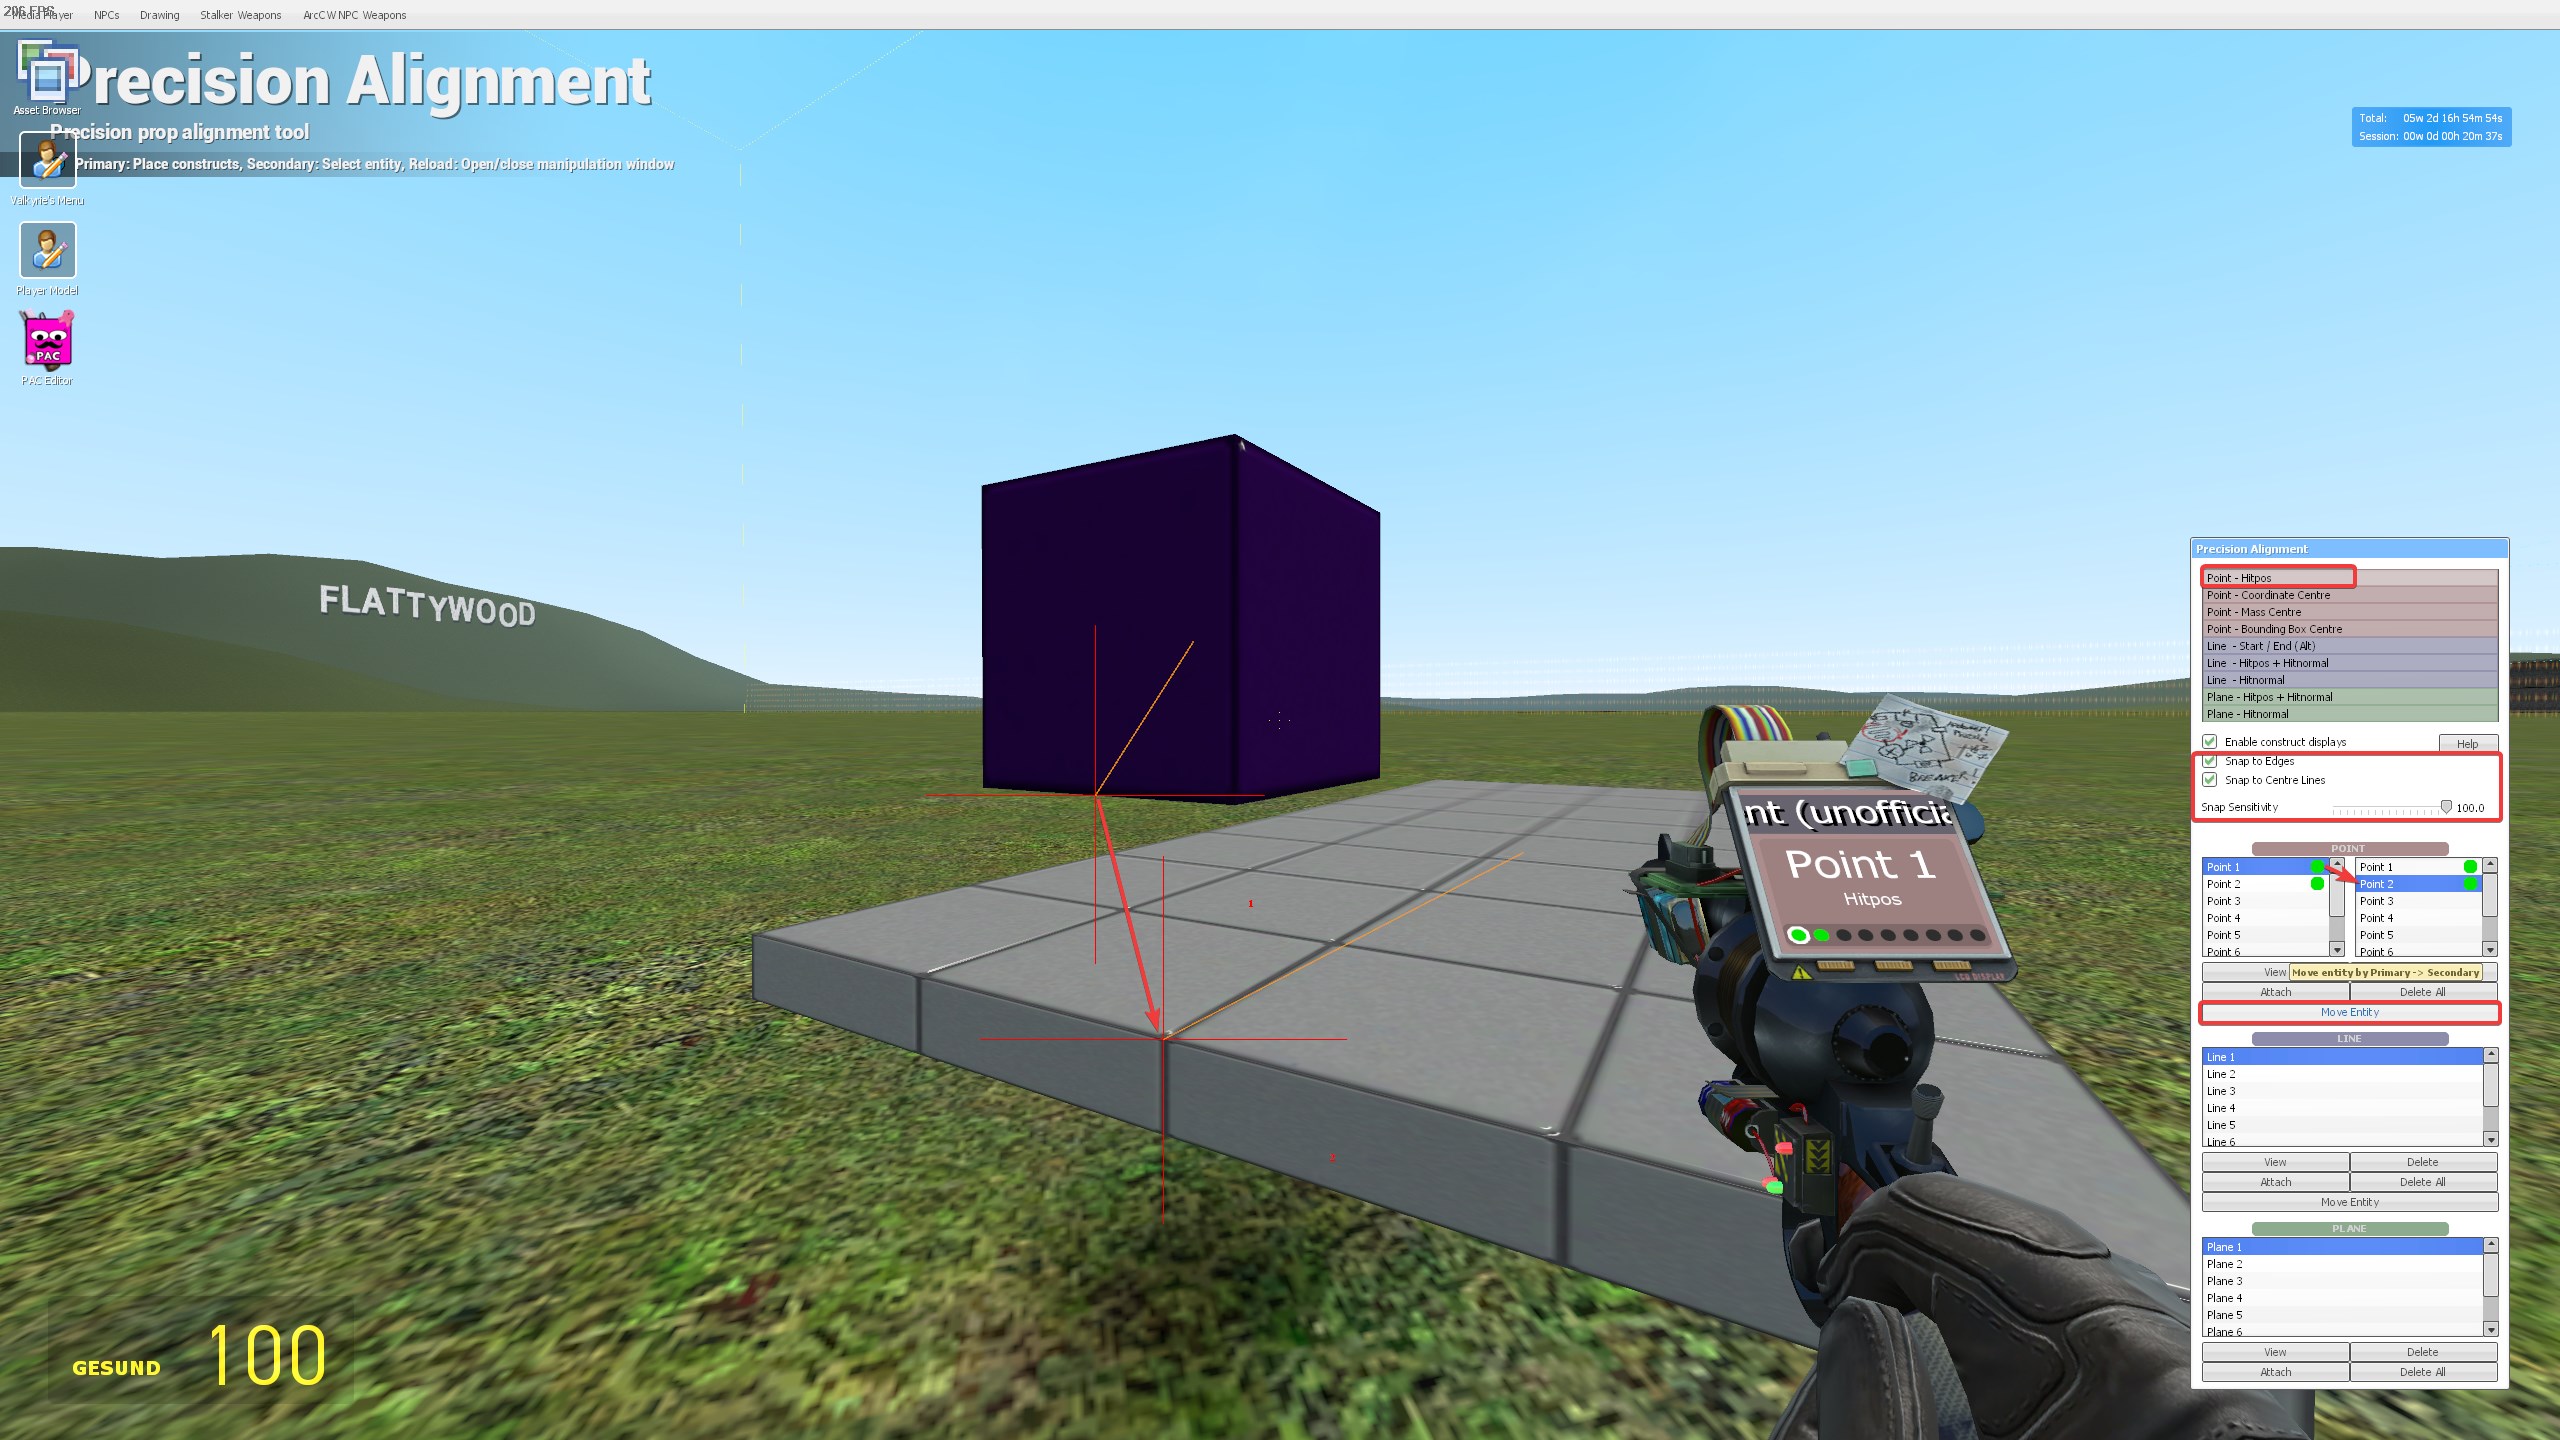 206 FPS
Media Player NPCs Drawing Stalker Weapons ArcCW NPC Weapons
Precision Alignment
Asset Browser
Precision prop alignment tool
Primary: Place constructs, Secondary: Select entity, Reload: Open/close manipulation window
Valkyrie's Menu
Player Model
PAC
PAC Editor
Total: 05w 2d 16h 54m 54s
Session: 00w 0d 00h 20m 37s
FLATTYWOOD
Precision Alignment
Point - Hitpos
Point - Coordinate Centre
Point - Mass Centre
Point - Bounding Box Centre
Line - Start / End (Alt)
Line - Hitpos + Hitnormal
Line - Hitnormal
Plane - Hitpos + Hitnormal
Plane - Hitnormal
Enable construct displays
Help
Snap to Edges
Snap to Centre Lines
Snap Sensitivity 100.0
BREAKER!
nt (unofficia
Point 1
Hitpos
LCD DISPLAY
1
2
POINT
Point 1 Point 1
Point 2 Point 2
Point 3 Point 3
Point 4 Point 4
Point 5 Point 5
Point 6 Point 6
View Move entity by Primary -> Secondary
Attach Delete All
Move Entity
LINE
Line 1
Line 2
Line 3
Line 4
Line 5
Line 6
View Delete
Attach Delete All
Move Entity
PLANE
Plane 1
Plane 2
Plane 3
Plane 4
Plane 5
Plane 6
View Delete
Attach Delete All
GESUND 100